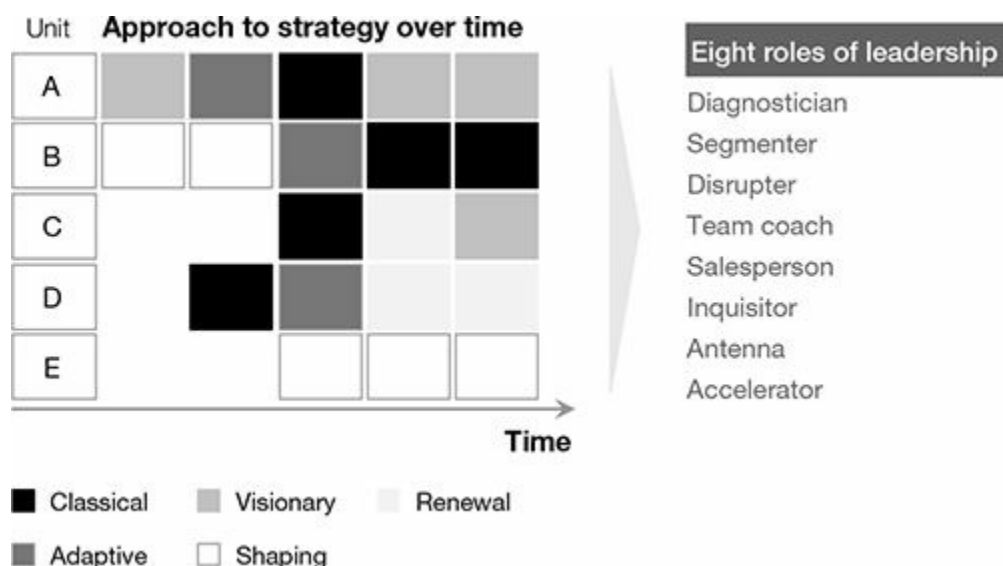 Unit Approach to strategy over time
A
B
C
D
E
Time
Classical Visionary Renewal
Adaptive Shaping
Eight roles of leadership
Diagnostician
Segmenter
Disrupter
Team coach
Salesperson
Inquisitor
Antenna
Accelerator